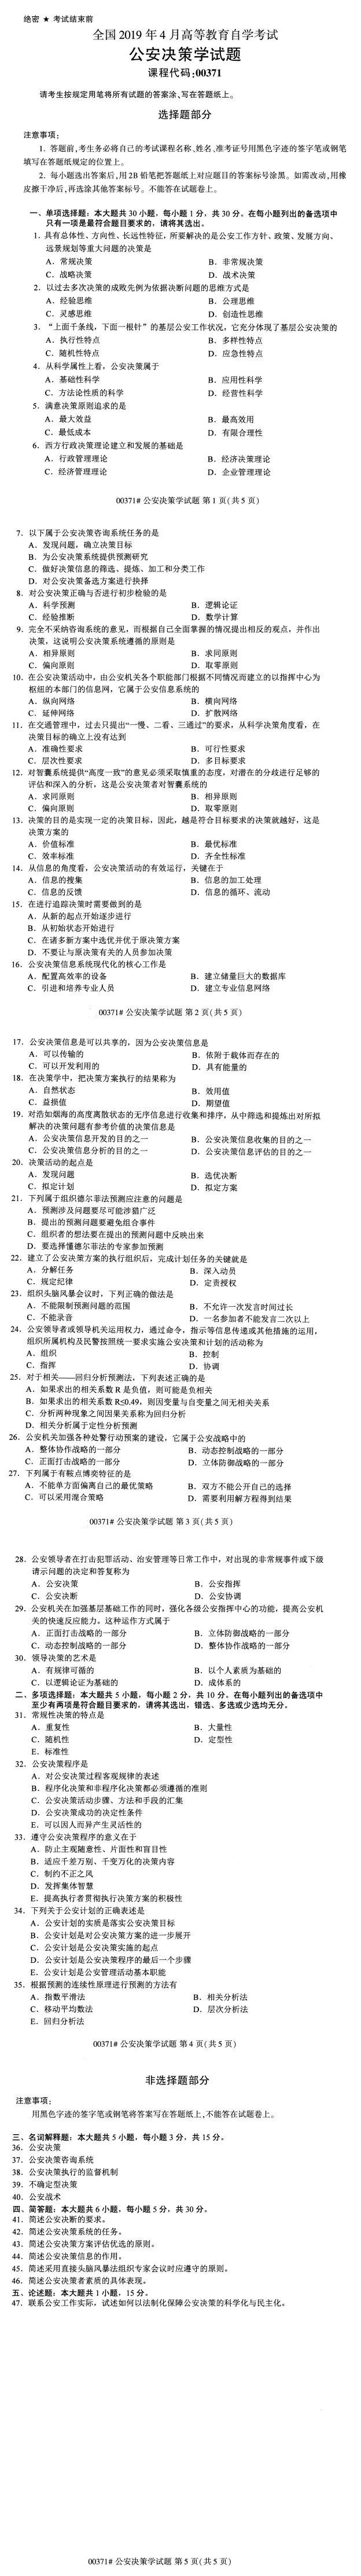 绝密 ★ 考试结束前
全国 2019 年 4 月高等教育自学考试
公安决策学试题
课程代码:00371
请考生按规定用笔将所有试题的答案涂、写在答题纸上。
选择题部分
注意事项:
1. 答题前,考生务必将自己的考试课程名称、姓名、准考证号用黑色字迹的签字笔或钢笔
填写在答题纸规定的位置上。
2. 每小题选出答案后,用 2B 铅笔把答题纸上对应题目的答案标号涂黑。如需改动,用橡
皮擦干净后,再选涂其他答案标号。不能答在试题卷上。
一、单项选择题：本大题共 30 小题，每小题 1 分，共 30 分。在每小题列出的备选项中
只有一项是最符合题目要求的，请将其选出。
1．具有总体性、方向性、长远性特征，所要解决的是公安工作方针、政策、发展方向、
远景规划等重大问题的决策是
A．常规决策 B．非常规决策
C．战略决策 D．战术决策
2．以过去多次决策的成败先例为依据决断问题的思维方式是
A．经验思维 B．公理思维
C．灵感思维 D．创造性思维
3．“上面千条线，下面一根针”的基层公安工作状况，它充分体现了基层公安决策的
A．执行性特点 B．多样性特点
C．随机性特点 D．应急性特点
4．从科学属性上看，公安决策属于
A．基础性科学 B．应用性科学
C．方法论性质的科学 D．经营性科学
5．满意决策原则追求的是
A．最大效益 B．最高效用
C．最低成本 D．有限合理性
6．西方行政决策理论建立和发展的基础是
A．行政管理理论 B．经济决策理论
C．经济管理理论 D．企业管理理论
00371# 公安决策学试题 第 1 页(共 5 页)
7．以下属于公安决策咨询系统任务的是
A．发现问题，确立决策目标
B．为公安决策系统提供预测研究
C．做好决策信息的筛选、提炼、加工和分类工作
D．对公安决策备选方案进行抉择
8．对公安决策正确与否进行初步检验的是
A．科学预测 B．逻辑论证
C．经验推断 D．数学计算
9．完全不采纳咨询系统的意见，而根据自己全面掌握的情况提出相反的观点，并作出
决策，这说明公安决策系统遵循的原则是
A．相异原则 B．求同原则
C．偏向原则 D．取零原则
10．在公安决策活动中，由公安机关各个职能部门根据不同情况而建立的以指挥中心为
枢纽的本部门的信息网，它属于公安信息系统的
A．纵向网络 B．横向网络
C．延伸网络 D．扩散网络
11．在交通管理中，过去只提出“一慢、二看、三通过”的要求，从科学决策角度看，在
决策目标的确立上没有达到
A．准确性要求 B．可行性要求
C．层次性要求 D．多目标要求
12．对智囊系统提供“高度一致”的意见必须采取慎重的态度，对潜在的分歧进行足够的
评估和深入的分析，这是公安决策者对智囊系统的
A．求同原则 B．相异原则
C．偏向原则 D．取零原则
13．决策的目的是实现一定的决策目标，因此，越是符合目标要求的决策就越好，这是
决策方案的
A．价值标准 B．最优标准
C．效率标准 D．齐全性标准
14．从信息的角度看，公安决策活动的有效运行，关键在于
A．信息的搜集 B．信息的加工处理
C．信息的反馈 D．信息的循环、流动
15．在进行追踪决策时需要做到的是
A．从新的起点开始逐步进行
B．从初始状态开始进行
C．在诸多新方案中选优并优于原决策方案
D．不要让与原决策有关的人员参加决策
16．公安决策信息系统现代化的核心工作是
A．配置高效率的设备 B．建立储量巨大的数据库
C．引进和培养专业人员 D．建立专业信息网络
00371# 公安决策学试题 第 2 页(共 5 页)
17．公安决策信息是可以共享的，因为公安决策信息是
A．可以传输的 B．依附于载体而存在的
C．可以开发利用的 D．具有能量的
18．在决策学中，把决策方案执行的结果称为
A．自然状态 B．效用值
C．益损值 D．期望值
19．对浩如烟海的高度离散状态的无序信息进行收集和排序，从中筛选和提炼出对所拟
解决的决策问题有参考价值的决策信息是
A．公安决策信息开发的目的之一 B．公安决策信息收集的目的之一
C．公安决策信息分析的目的之一 D．公安决策信息评估的目的之一
20．决策活动的起点是
A．发现问题 B．选优决断
C．拟定计划 D．拟定方案
21．下列属于组织德尔非法预测应注意的问题是
A．预测涉及问题要尽可能涉猎广泛
B．提出的预测问题要避免组合事件
C．组织者的想法要在提出的预测问题中反映出来
D．要选择懂德尔非法的专家参加预测
22．建立了公安决策方案的执行组织后，完成计划任务的关键就是
A．分解任务 B．深入动员
C．规定纪律 D．定责授权
23．组织头脑风暴会议时，下列正确的做法是
A．不能限制预测问题的范围 B．不允许一次发言时间过长
C．不能录音 D．一名参加者不能发言二次以上
24．公安领导者或领导机关运用权力，通过命令，指示等信息传递或其他措施的运用，
组织所属机构及民警按照统一要求实施公安决策和计划的活动称为
A．组织 B．控制
C．指挥 D．协调
25．对于相关——回归分析预测法，下列表述正确的是
A．如果求出的相关系数 R 是负值，则可能是负相关
B．如果求出的相关系数 R≤0.49，则因变量与自变量之间无相关关系
C．分析两种现象之间因果关系称为回归分析
D．相关分析属于定性分析预测
26．公安机关加强各种处警行动预案的建设，它属于公安战略中的
A．整体协作战略的一部分 B．动态控制战略的一部分
C．正面打击战略的一部分 D．立体防御战略的一部分
27．下列属于有鞍点博奕特征的是
A．不能单方面偏离自己的最优策略 B．双方不能公开自己的选择
C．可以采用混合策略 D．需要利用解方程得到结果
00371# 公安决策学试题 第 3 页(共 5 页)
28．公安领导者在打击犯罪活动、治安管理等日常工作中，对出现的非常规事件或下级
请示问题的决定和答复称为
A．公安决策 B．公安指挥
C．公安决断 D．公安协调
29．公安机关在加强基层基础工作的同时，强化各级公安指挥中心的功能，提高公安机
关的快速反应能力。这种运作方式属于
A．正面打击战略的一部分 B．立体防御战略的一部分
C．动态控制战略的一部分 D．整体协作战略的一部分
30．领导决策的艺术是
A．有规律可循的 B．以个人素质为基础的
C．以逻辑论证为基础的 D．成体系的
二、多项选择题：本大题共 5 小题，每小题 2 分，共 10 分。在每小题列出的备选项中
至少有两项是符合题目要求的，请将其选出，错选、多选或少选均无分。
31．常规性决策的特点是
A．重复性 B．大量性
C．随机性 D．定型性
E．标准性
32．公安决策程序是
A．对公安决策过程客观规律的表述
B．程序化决策和非程序化决策都必须遵循的准则
C．公安决策活动步骤、方法和手段的汇集
D．公安决策成功的决定性条件
E．可以因人而异产生灵活性的
33．遵守公安决策程序的意义在于
A．防止主观随意性、片面性和盲目性
B．适应千差万别、千变万化的决策内容
C．制约不正之风
D．发挥集体智慧
E．提高执行者贯彻执行决策方案的积极性
34．下列关于公安计划的正确表述是
A．公安计划的实质是落实公安决策目标
B．公安计划是对公安决策方案的进一步展开
C．公安计划是公安决策实施的起点
D．公安计划是公安决策程序的最后一个步骤
E．公安计划是公安管理活动基本职能
35．根据预测的连续性原理进行预测的方法有
A．指数平滑法 B．相关分析法
C．移动平均数法 D．层次分析法
E．回归分析法
00371# 公安决策学试题 第 4 页(共 5 页)
非选择题部分
注意事项:
用黑色字迹的签字笔或钢笔将答案写在答题纸上,不能答在试题卷上。
三、名词解释题：本大题共 5 小题，每小题 3 分，共 15 分。
36．公安决策
37．公安决策咨询系统
38．公安决策执行的监督机制
39．不确定型决策
40．公安战术
四、简答题：本大题共 6 小题，每小题 5 分，共 30 分。
41．简述公安决断的要求。
42．简述公安决策系统的任务。
43．简述公安决策方案评估优选的原则。
44．简述公安决策信息的作用。
45．简述采用直接头脑风暴法组织专家会议时应遵守的原则。
46．简述公安决策者素质的具体表现。
五、论述题：本大题共 1 小题，15 分。
47．联系公安工作实际，试述如何以法制化保障公安决策的科学化与民主化。
00371# 公安决策学试题 第 5 页(共 5 页)